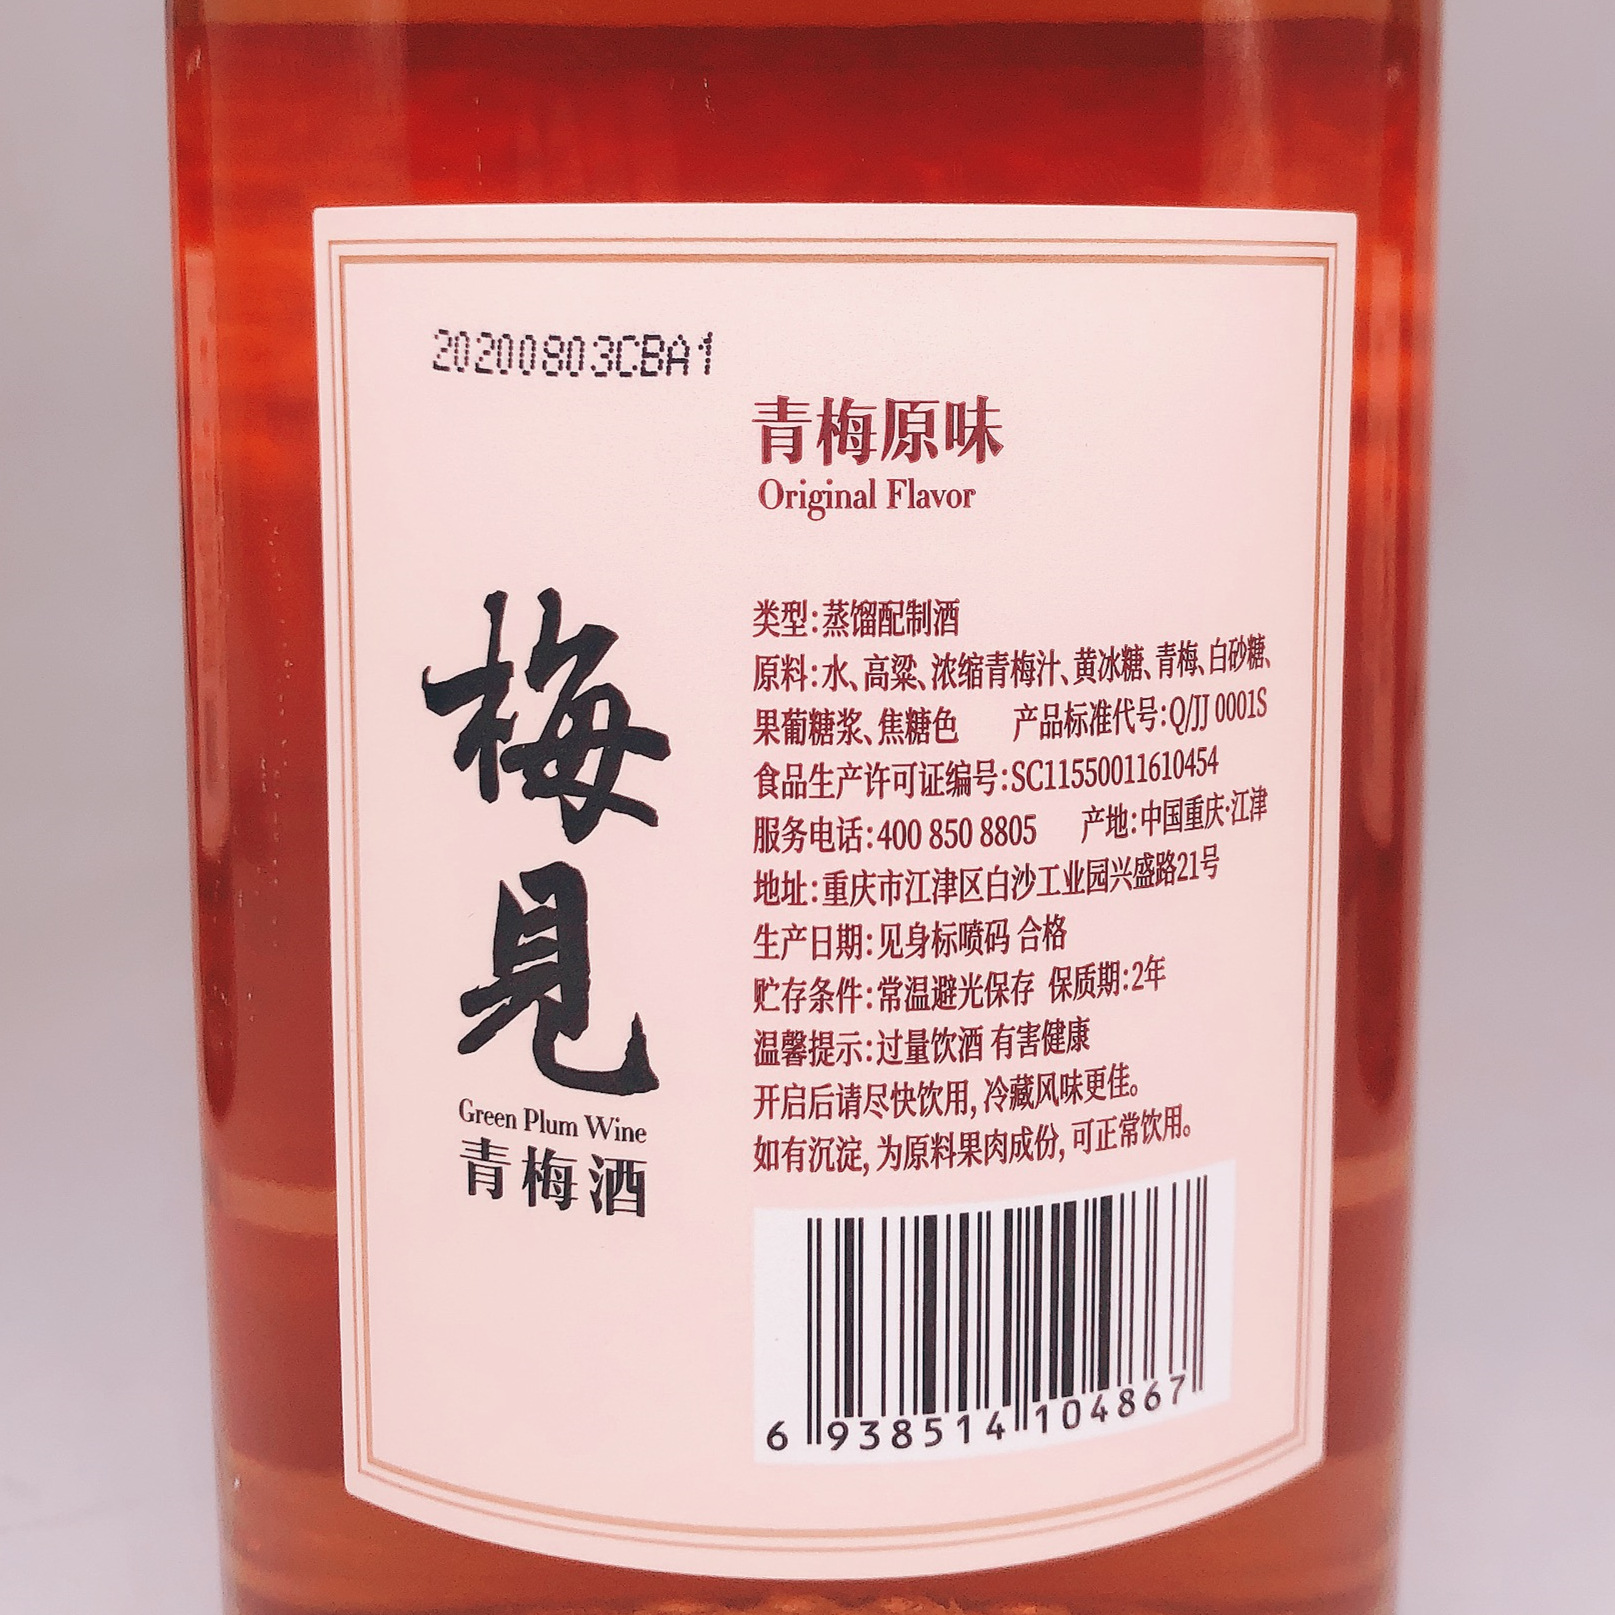 20200803CBA1
青梅原味
Original Flavor
梅見
Green Plum Wine
青梅酒
类型:蒸馏配制酒
原料:水、高粱、浓缩青梅汁、黄冰糖、青梅、白砂糖、
果葡糖浆、焦糖色 产品标准代号:Q/JJ 0001S
食品生产许可证编号:SC11550011610454
服务电话:400 850 8805 产地:中国重庆·江津
地址:重庆市江津区白沙工业园兴盛路21号
生产日期:见身标喷码 合格
贮存条件:常温避光保存 保质期:2年
温馨提示:过量饮酒 有害健康
开启后请尽快饮用,冷藏风味更佳。
如有沉淀,为原料果肉成份,可正常饮用。
6 938514 104867